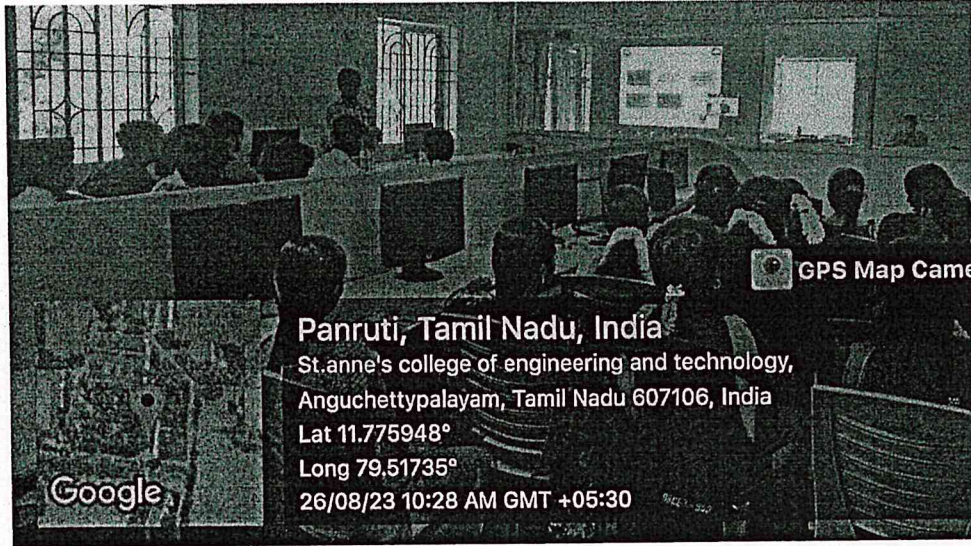 GPS Map Came
Panruti, Tamil Nadu, India
St.anne's college of engineering and technology,
Anguchettypalayam, Tamil Nadu 607106, India
Lat 11.775948°
Long 79.51735°
26/08/23 10:28 AM GMT +05:30
Google